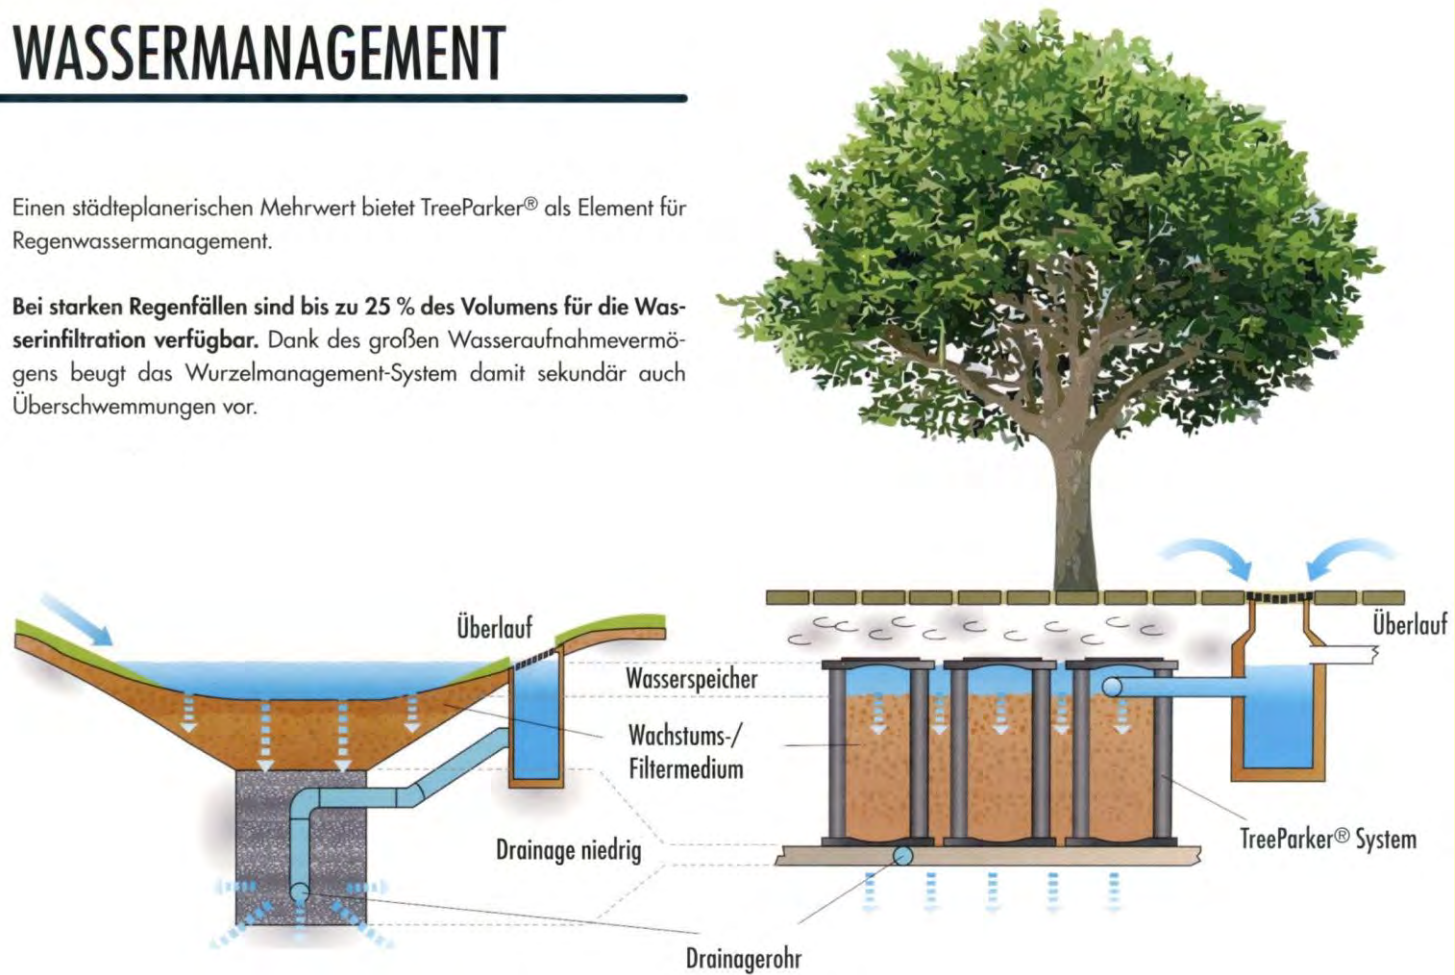 WASSERMANAGEMENT
Einen städteplanerischen Mehrwert bietet TreeParker® als Element für
Regenwassermanagement.
Bei starken Regenfällen sind bis zu 25 % des Volumens für die Was-
serinfiltration verfügbar. Dank des großen Wasseraufnahmevermö-
gens beugt das Wurzelmanagement-System damit sekundär auch
Überschwemmungen vor.
Überlauf
Überlauf
Wasserspeicher
Wachstums-/
Filtermedium
Drainage niedrig
TreeParker® System
Drainagerohr